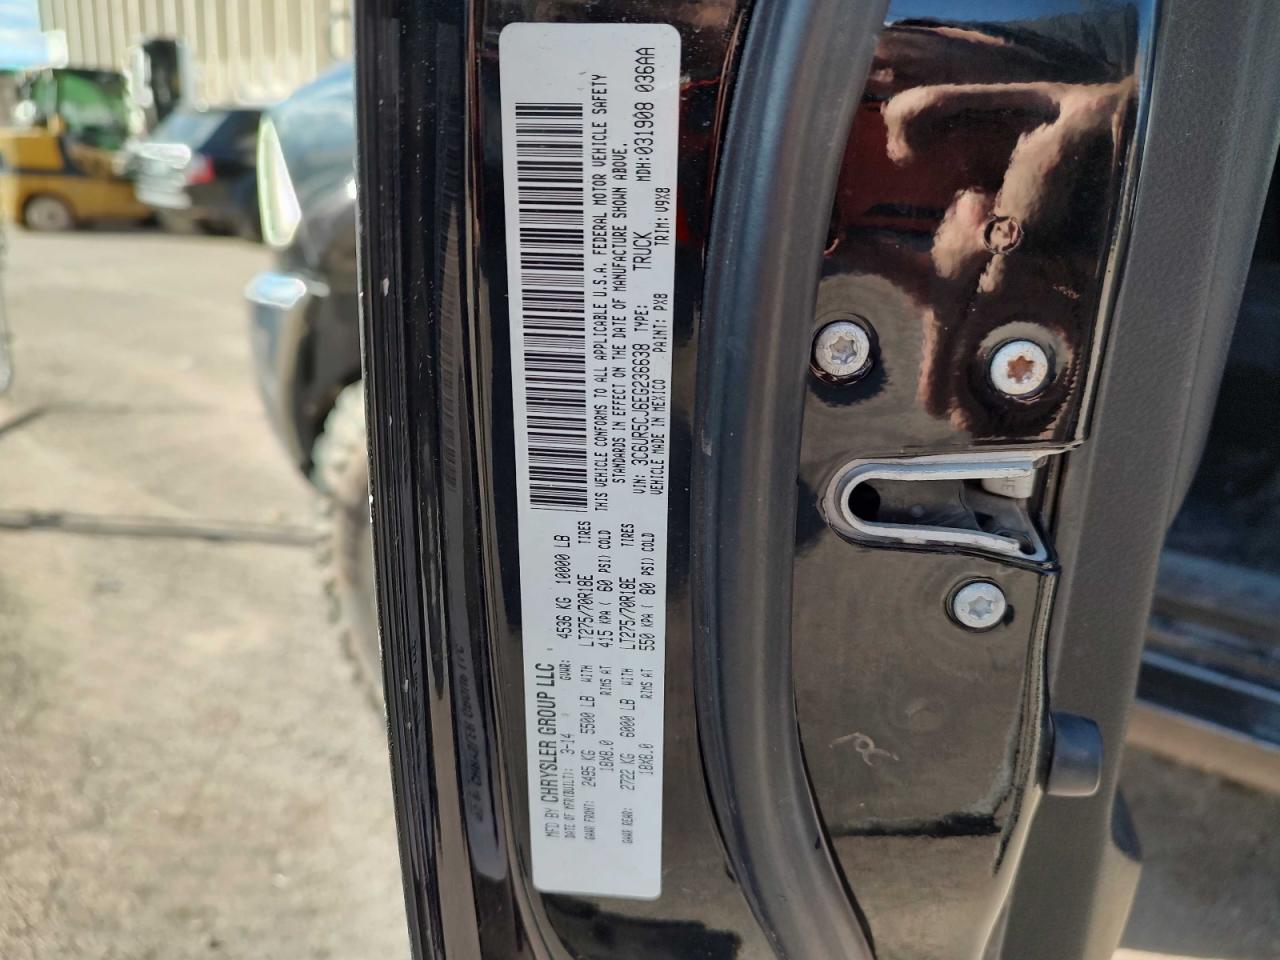 MFD BY CHRYSLER GROUP LLC
DATE OF MFR(BUILT): 3-14 GVWR: 4536 KG 10000 LB
GAWR FRONT: 2495 KG 5500 LB WITH LT275/70R18E TIRES
18X8.0 RIMS AT 415 KPA( 60 PSI) COLD
GAWR REAR: 2722 KG 6000 LB WITH LT275/70R18E TIRES
18X8.0 RIMS AT 550 KPA( 80 PSI) COLD
THIS VEHICLE CONFORMS TO ALL APPLICABLE U.S.A. FEDERAL MOTOR VEHICLE SAFETY
STANDARDS IN EFFECT ON THE DATE OF MANUFACTURE SHOWN ABOVE.
VIN: 3C6UR5CJ6EG236638 TYPE: TRUCK MDH:031908 036AA
VEHICLE MADE IN MEXICO PAINT: PX8 TRIM: V9X8